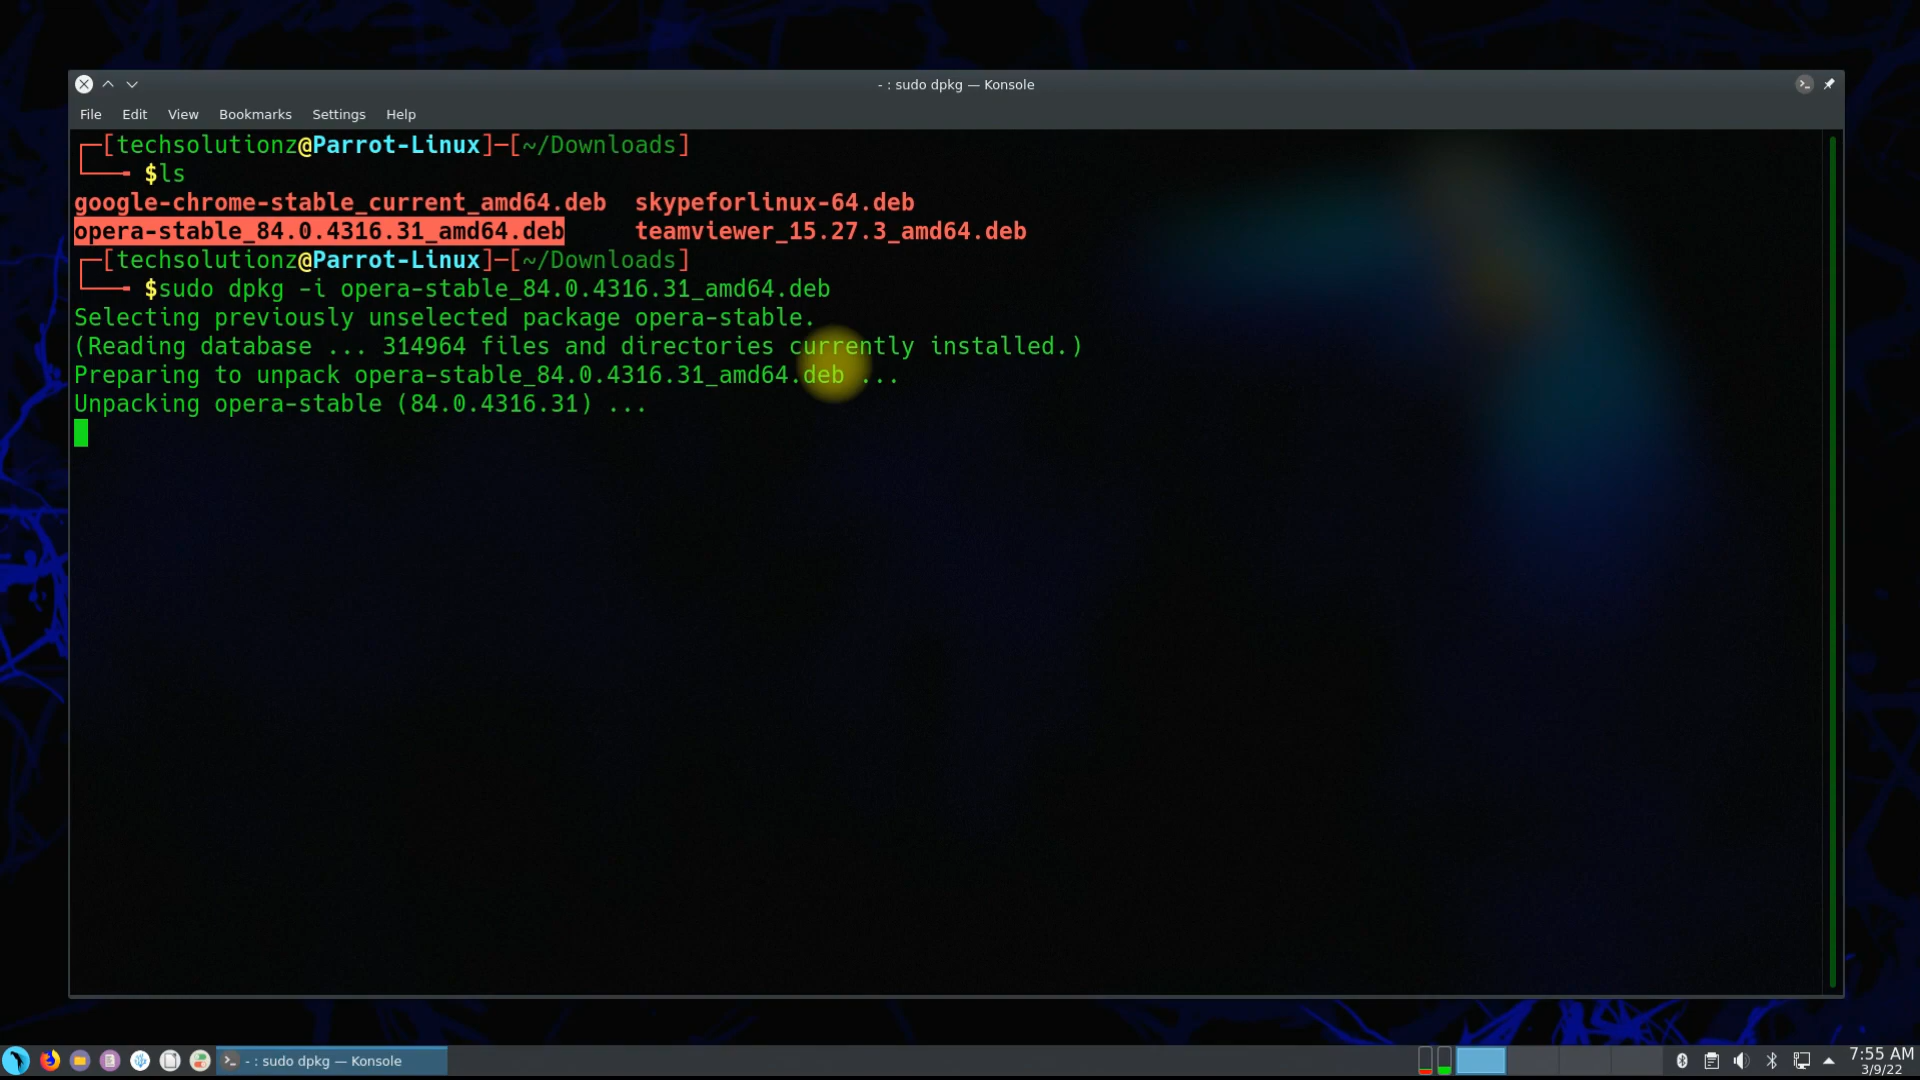 - : sudo dpkg — Konsole
File Edit View Bookmarks Settings Help
┌─[techsolutionz@Parrot-Linux]─[~/Downloads]
└──╼ $ls
google-chrome-stable_current_amd64.deb skypeforlinux-64.deb
opera-stable_84.0.4316.31_amd64.deb teamviewer_15.27.3_amd64.deb
┌─[techsolutionz@Parrot-Linux]─[~/Downloads]
└──╼ $sudo dpkg -i opera-stable_84.0.4316.31_amd64.deb
Selecting previously unselected package opera-stable.
(Reading database ... 314964 files and directories currently installed.)
Preparing to unpack opera-stable_84.0.4316.31_amd64.deb ...
Unpacking opera-stable (84.0.4316.31) ...
- : sudo dpkg — Konsole
7:55 AM
3/9/22